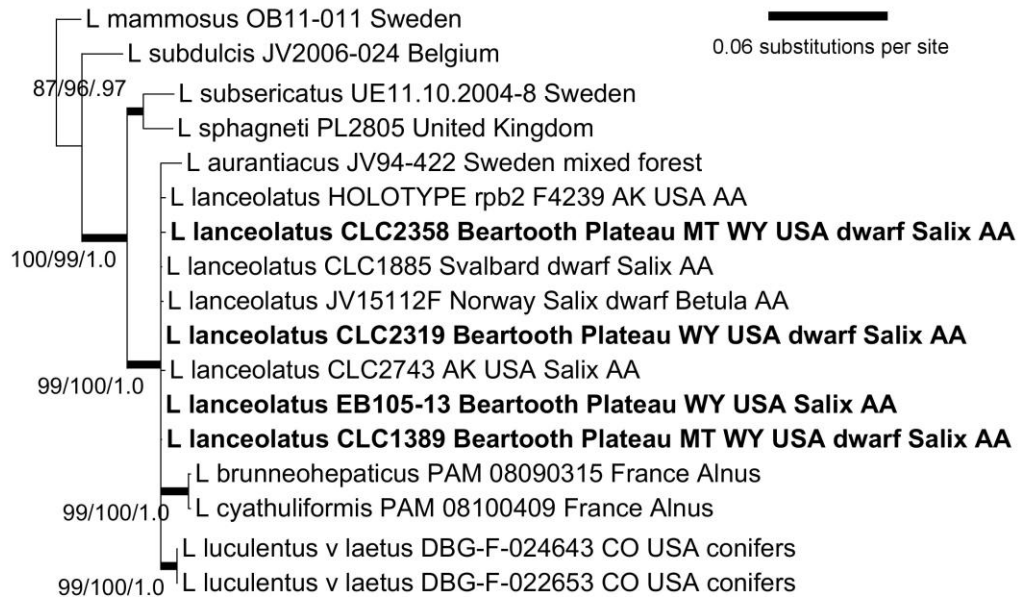 L mammosus OB11-011 Sweden
0.06 substitutions per site
L subdulcis JV2006-024 Belgium
87/96/.97
L subsericatus UE11.10.2004-8 Sweden
L sphagneti PL2805 United Kingdom
L aurantiacus JV94-422 Sweden mixed forest
L lanceolatus HOLOTYPE rpb2 F4239 AK USA AA
L lanceolatus CLC2358 Beartooth Plateau MT WY USA dwarf Salix AA
100/99/1.0
L lanceolatus CLC1885 Svalbard dwarf Salix AA
L lanceolatus JV15112F Norway Salix dwarf Betula AA
L lanceolatus CLC2319 Beartooth Plateau WY USA dwarf Salix AA
L lanceolatus CLC2743 AK USA Salix AA
99/100/1.0
L lanceolatus EB105-13 Beartooth Plateau WY USA Salix AA
L lanceolatus CLC1389 Beartooth Plateau MT WY USA dwarf Salix AA
L brunneohepaticus PAM 08090315 France Alnus
L cyathuliformis PAM 08100409 France Alnus
99/100/1.0
L luculentus v laetus DBG-F-024643 CO USA conifers
L luculentus v laetus DBG-F-022653 CO USA conifers
99/100/1.0